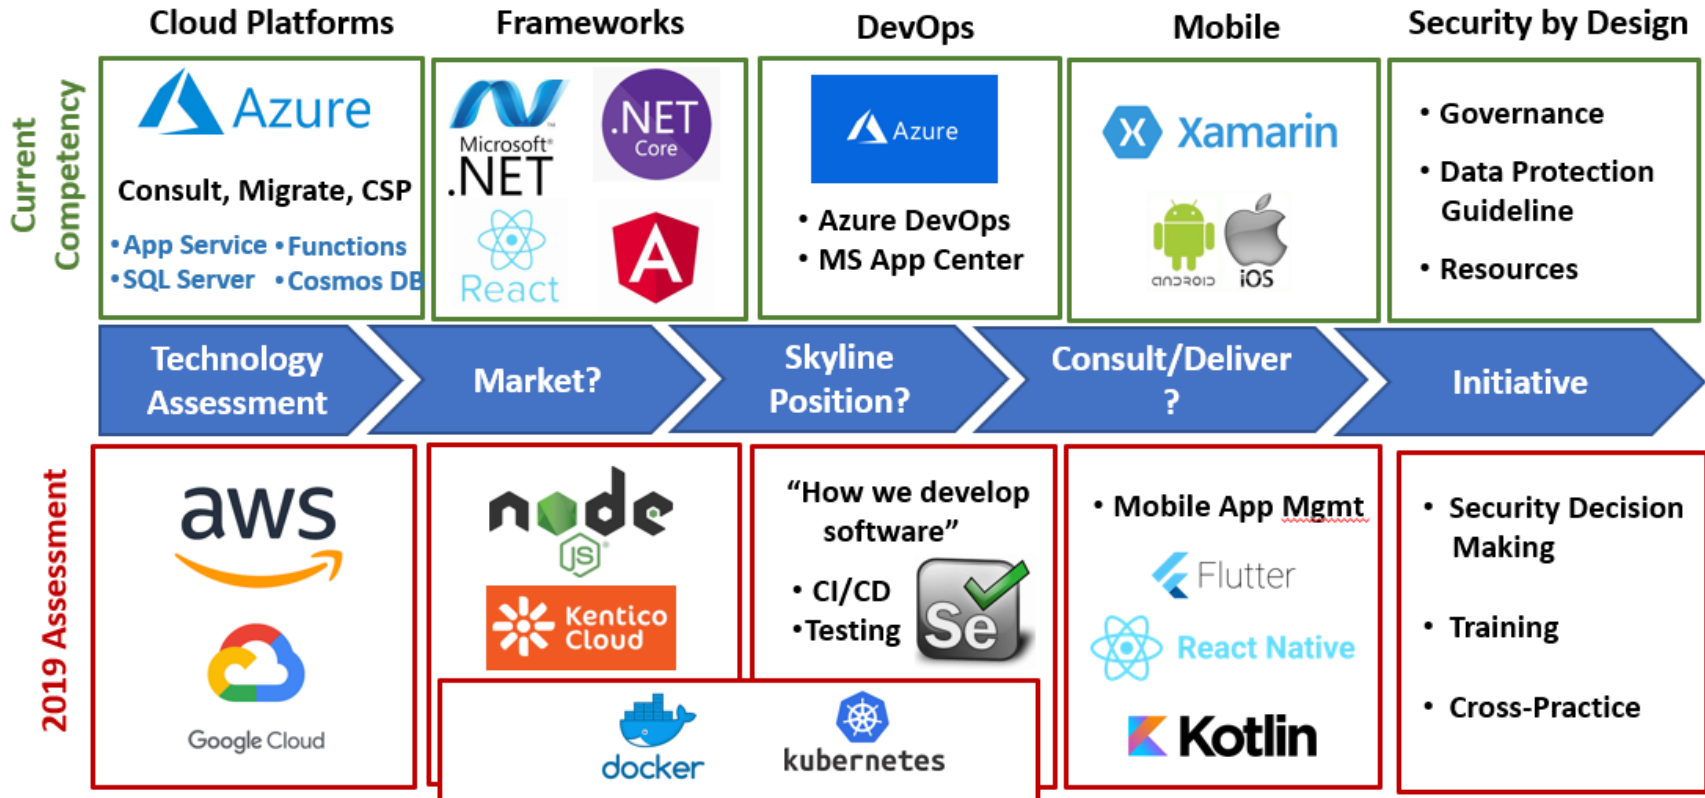 Cloud Platforms
Frameworks
DevOps
Mobile
Security by Design
Current
Competency
Azure
Consult, Migrate, CSP
• App Service • Functions
• SQL Server • Cosmos DB
Microsoft®
.NET
.NET
Core
React
A
Azure
• Azure DevOps
• MS App Center
X Xamarin
ANDROID
iOS
• Governance
• Data Protection
Guideline
• Resources
Technology
Assessment
Market?
Skyline
Position?
Consult/Deliver
?
Initiative
2019 Assessment
aws
Google Cloud
node
JS®
Kentico
Cloud
“How we develop
software”
• CI/CD
•Testing
Se
docker
kubernetes
• Mobile App Mgmt
Flutter
React Native
Kotlin
• Security Decision
Making
• Training
• Cross-Practice